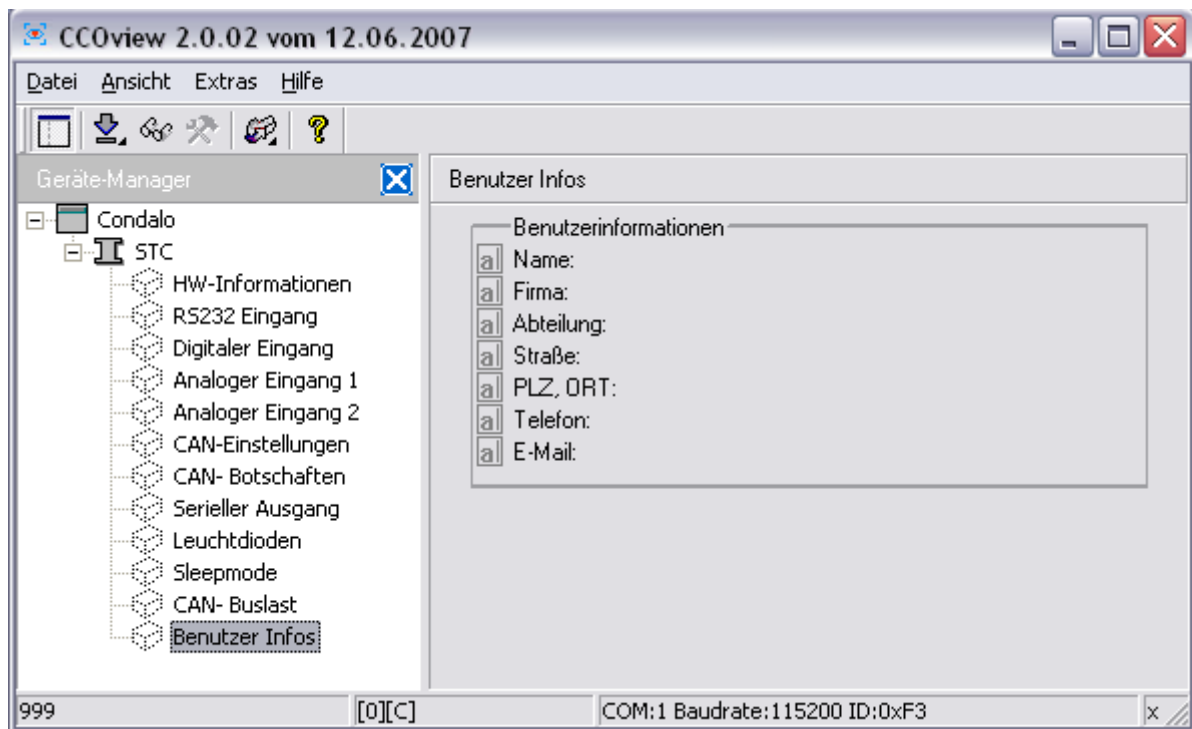 CCOview 2.0.02 vom 12.06.2007
Datei Ansicht Extras Hilfe
Geräte-Manager
Condalo
STC
HW-Informationen
RS232 Eingang
Digitaler Eingang
Analoger Eingang 1
Analoger Eingang 2
CAN-Einstellungen
CAN- Botschaften
Serieller Ausgang
Leuchtdioden
Sleepmode
CAN- Buslast
Benutzer Infos
Benutzer Infos
Benutzerinformationen
a Name:
a Firma:
a Abteilung:
a Straße:
a PLZ, ORT:
a Telefon:
a E-Mail:
999 [0][C] COM:1 Baudrate:115200 ID:0xF3 x